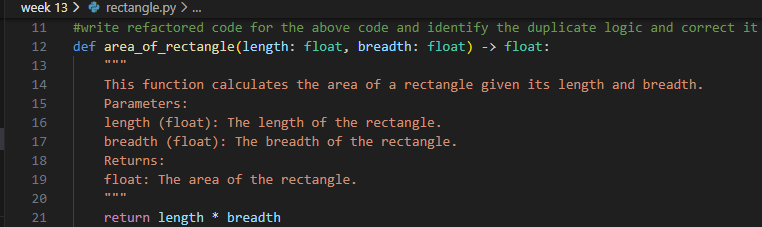 week 13 > rectangle.py > ...
11 #write refactored code for the above code and identify the duplicate logic and correct it
12 def area_of_rectangle(length: float, breadth: float) -> float:
13 """
14 This function calculates the area of a rectangle given its length and breadth.
15 Parameters:
16 length (float): The length of the rectangle.
17 breadth (float): The breadth of the rectangle.
18 Returns:
19 float: The area of the rectangle.
20 """
21 return length * breadth